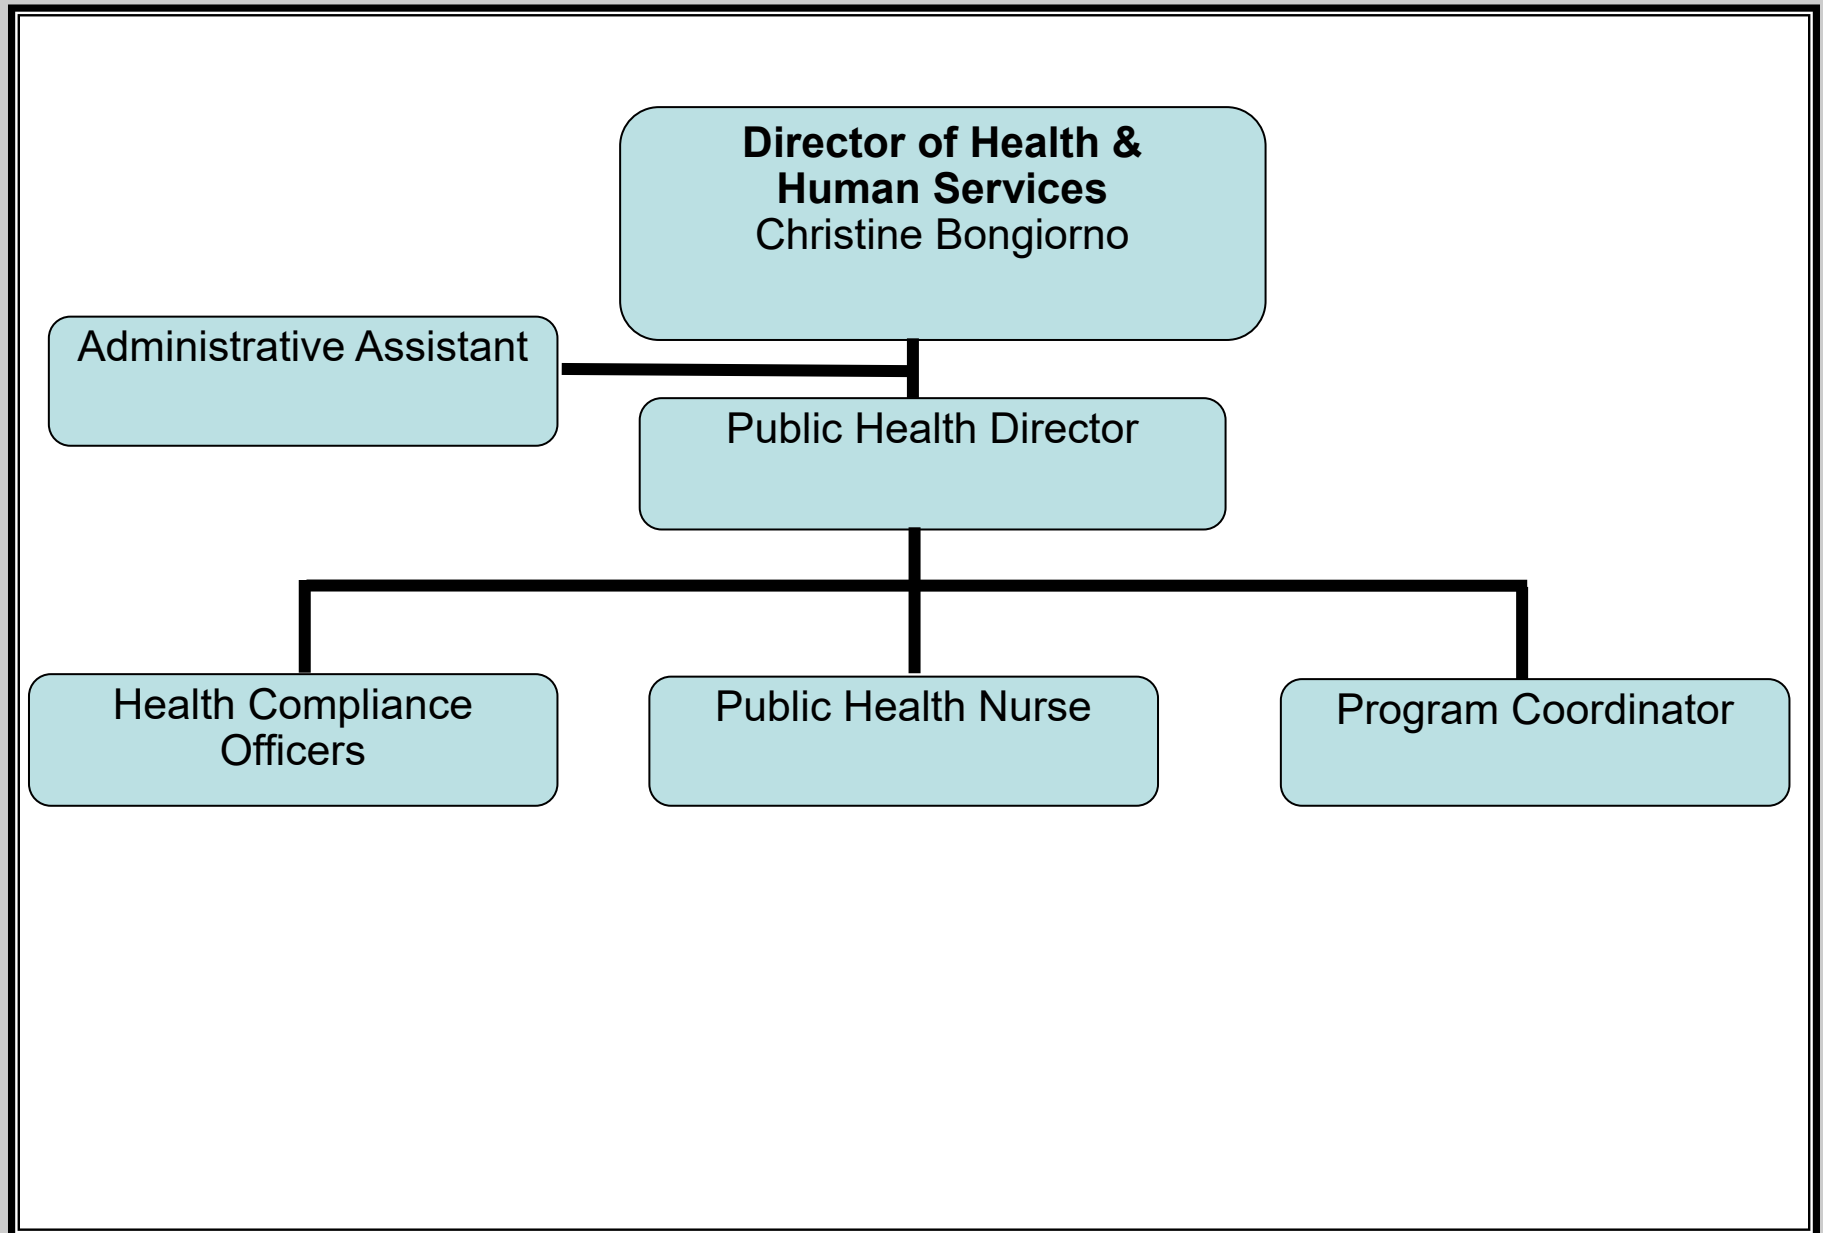 Director of Health &
Human Services
Christine Bongiorno
Administrative Assistant
Public Health Director
Health Compliance
Officers
Public Health Nurse
Program Coordinator